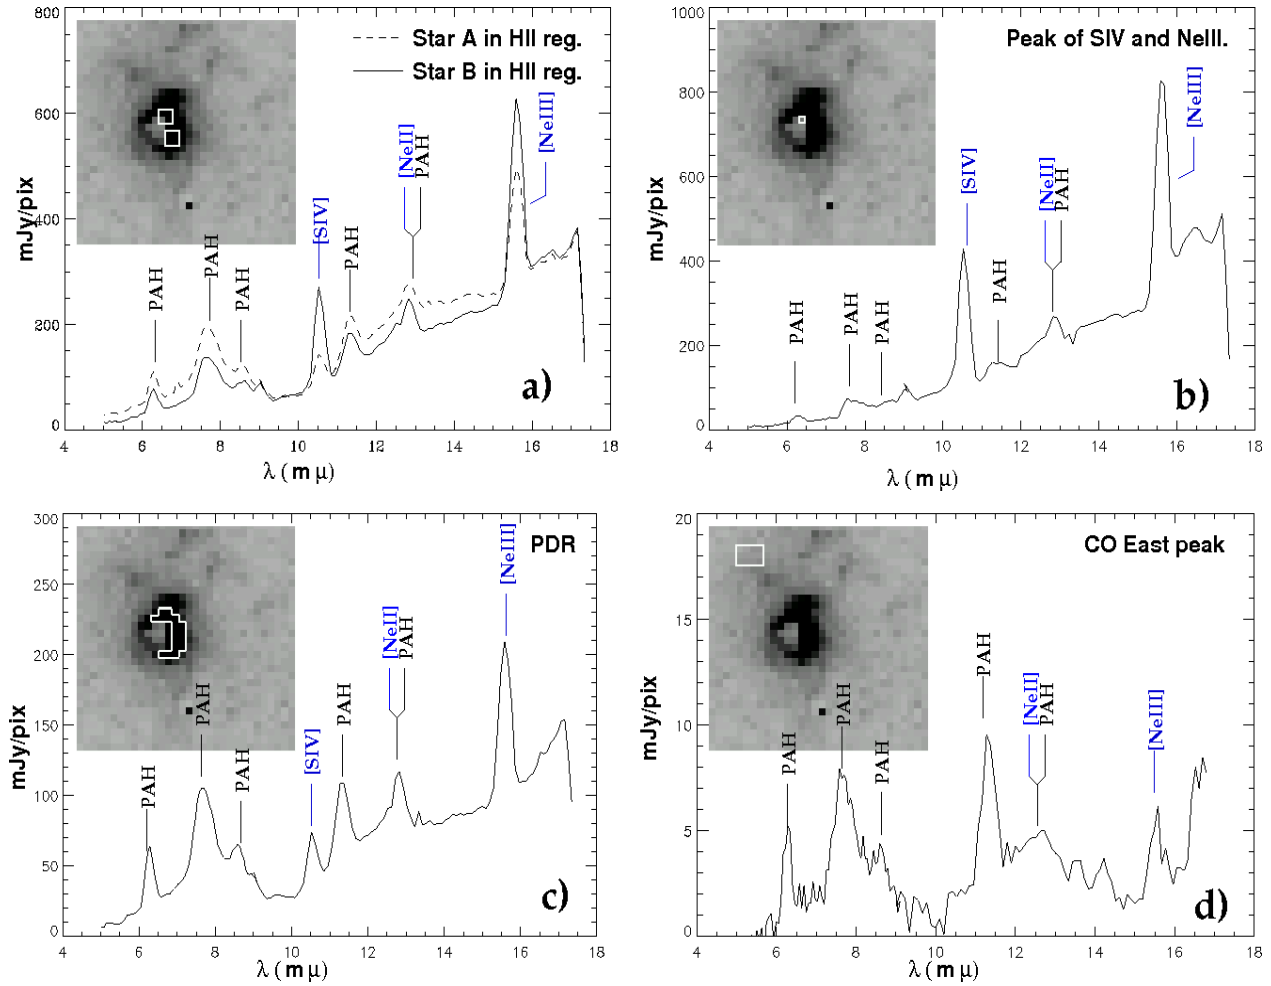 800
600
400
200
0
mJy/pix
Star A in HII reg.
Star B in HII reg.
PAH
PAH
PAH
[SIV]
PAH
[NeII]
PAH
[NeIII]
a)
4 6 8 10 12 14 16 18
λ ( m μ )
1000
800
600
400
200
0
mJy/pix
Peak of SIV and NeIII.
PAH
PAH
PAH
[SIV]
PAH
[NeII]
PAH
[NeIII]
b)
4 6 8 10 12 14 16 18
λ ( m μ )
300
250
200
150
100
50
0
mJy/pix
PDR
PAH
PAH
PAH
[SIV]
PAH
[NeII]
PAH
[NeIII]
c)
4 6 8 10 12 14 16 18
λ ( m μ )
20
15
10
5
0
mJy/pix
CO East peak
PAH
PAH
PAH
PAH
[NeII]
PAH
[NeIII]
d)
4 6 8 10 12 14 16 18
λ ( m μ )